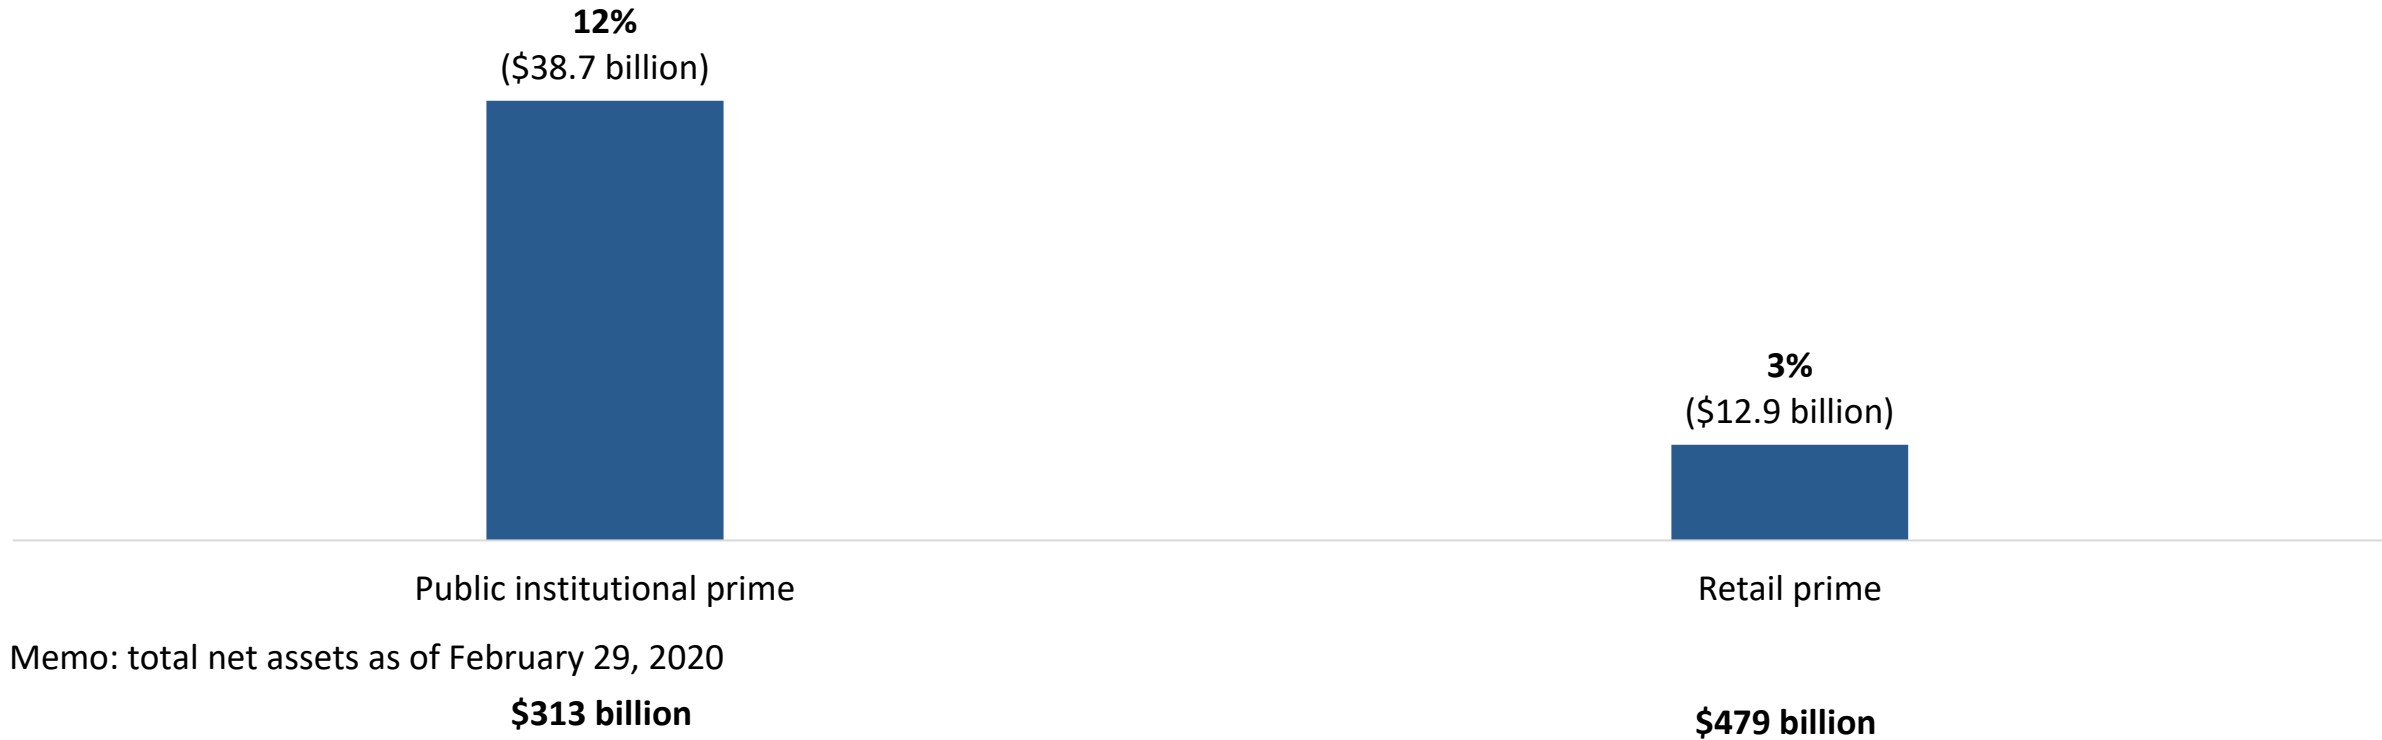 12%
($38.7 billion)
3%
($12.9 billion)
Public institutional prime
Retail prime
Memo: total net assets as of February 29, 2020
$313 billion
$479 billion